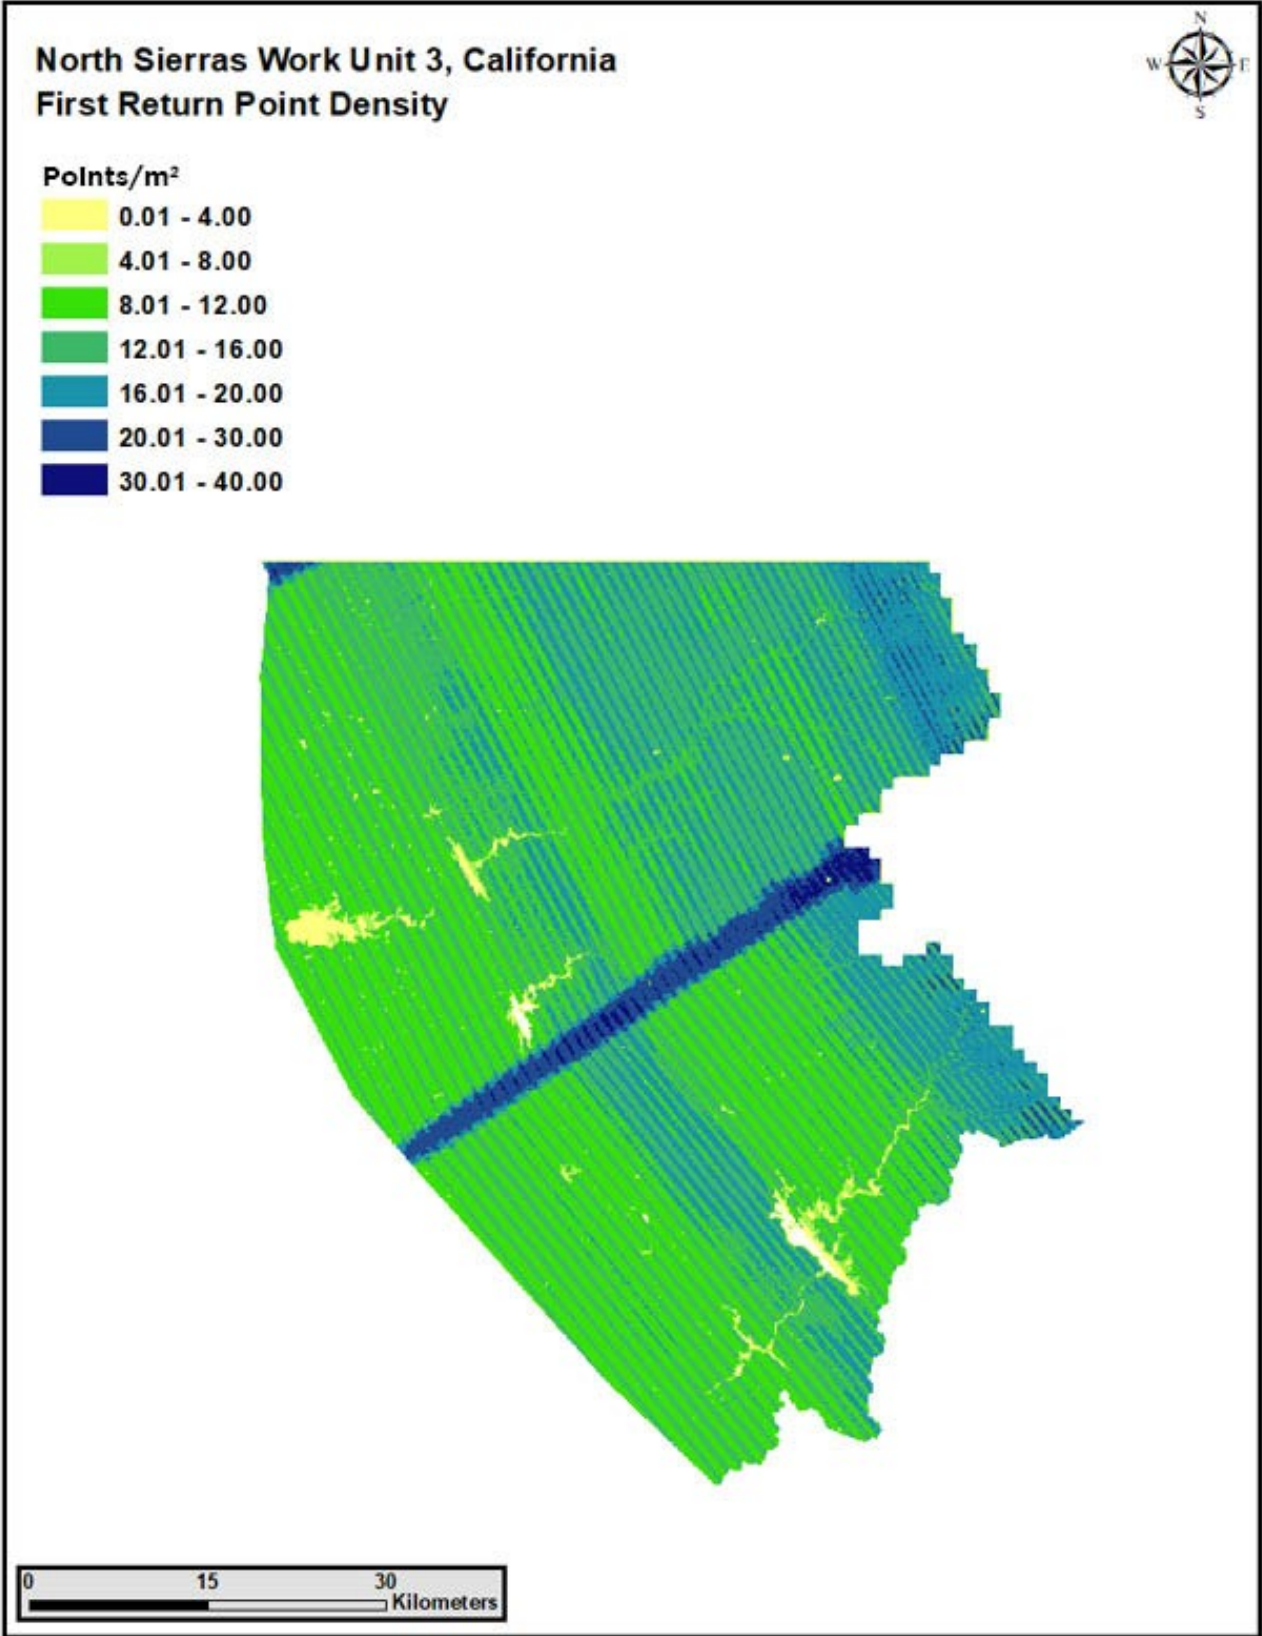 North Sierras Work Unit 3, California
First Return Point Density
N
W E
S
Points/m²
0.01 - 4.00
4.01 - 8.00
8.01 - 12.00
12.01 - 16.00
16.01 - 20.00
20.01 - 30.00
30.01 - 40.00
0 15 30
Kilometers